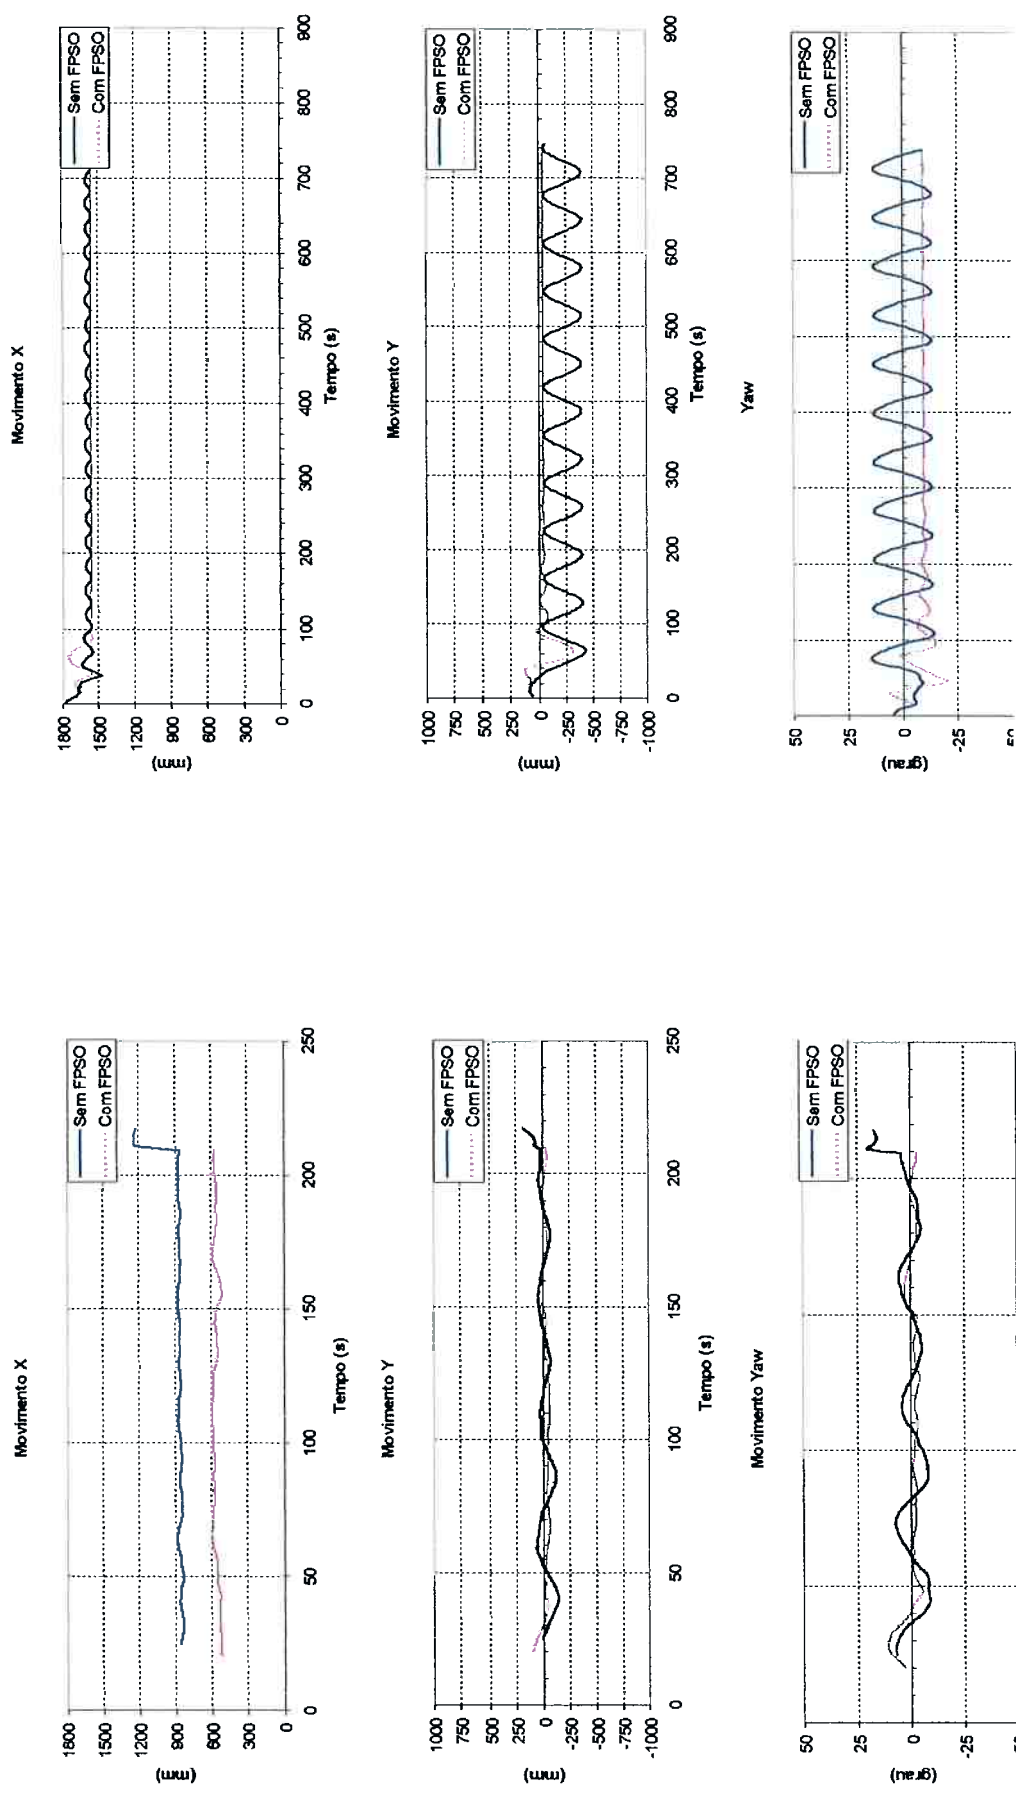 Movimento X
Sem FPSO
Com FPSO
1800
1500
1200
900
600
300
0
(mm)
0 50 100 150 200 250
Tempo (s)
Movimento X
Sem FPSO
Com FPSO
1800
1500
1200
900
600
300
0
(mm)
0 100 200 300 400 500 600 700 800 900
Tempo (s)
Movimento Y
Sem FPSO
Com FPSO
1000
750
500
250
0
-250
-500
-750
-1000
(mm)
0 50 100 150 200 250
Tempo (s)
Movimento Y
Sem FPSO
Com FPSO
1000
750
500
250
0
-250
-500
-750
-1000
(mm)
0 100 200 300 400 500 600 700 800 900
Tempo (s)
Movimento Yaw
Sem FPSO
Com FPSO
50
25
0
-25
(grau)
Yaw
Sem FPSO
Com FPSO
50
25
0
-25
(grau)